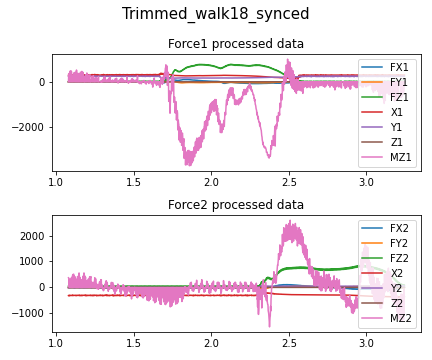 Trimmed_walk18_synced
Force1 processed data
0
−2000
FX1
FY1
FZ1
X1
Y1
Z1
MZ1
1.0 1.5 2.0 2.5 3.0
Force2 processed data
2000
1000
0
−1000
FX2
FY2
FZ2
X2
Y2
Z2
MZ2
1.0 1.5 2.0 2.5 3.0